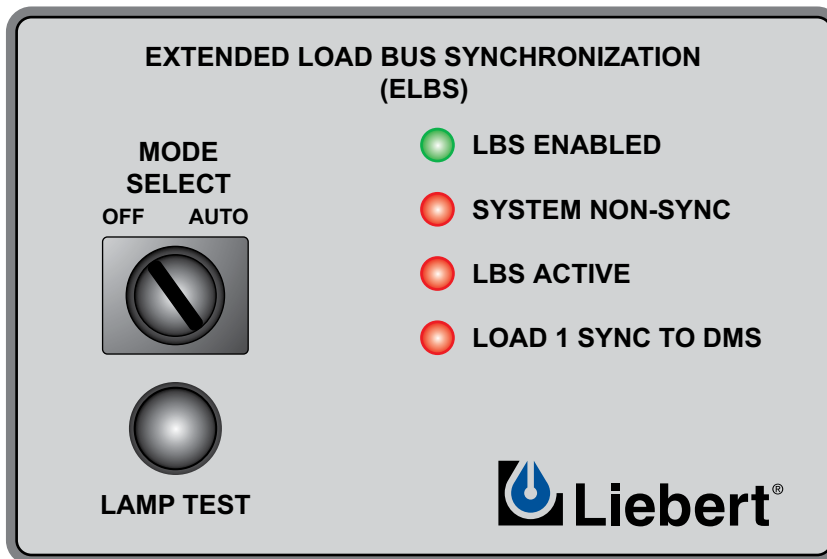 EXTENDED LOAD BUS SYNCHRONIZATION
(ELBS)
MODE
SELECT
OFF AUTO
LAMP TEST
LBS ENABLED
SYSTEM NON-SYNC
LBS ACTIVE
LOAD 1 SYNC TO DMS
Liebert®